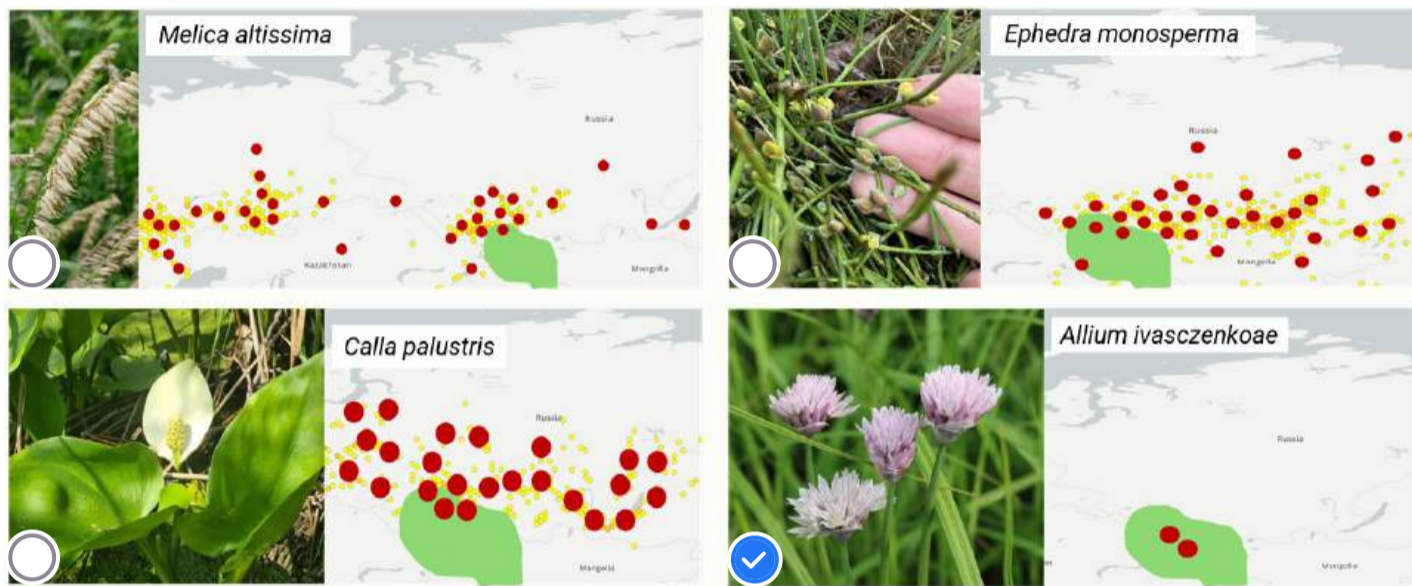 Melica altissima
Russia
Kazakhstan
Mongolia
Ephedra monosperma
Russia
Mongolia
Calla palustris
Russia
Mongolia
Allium ivasczenkoae
Russia
Mongolia